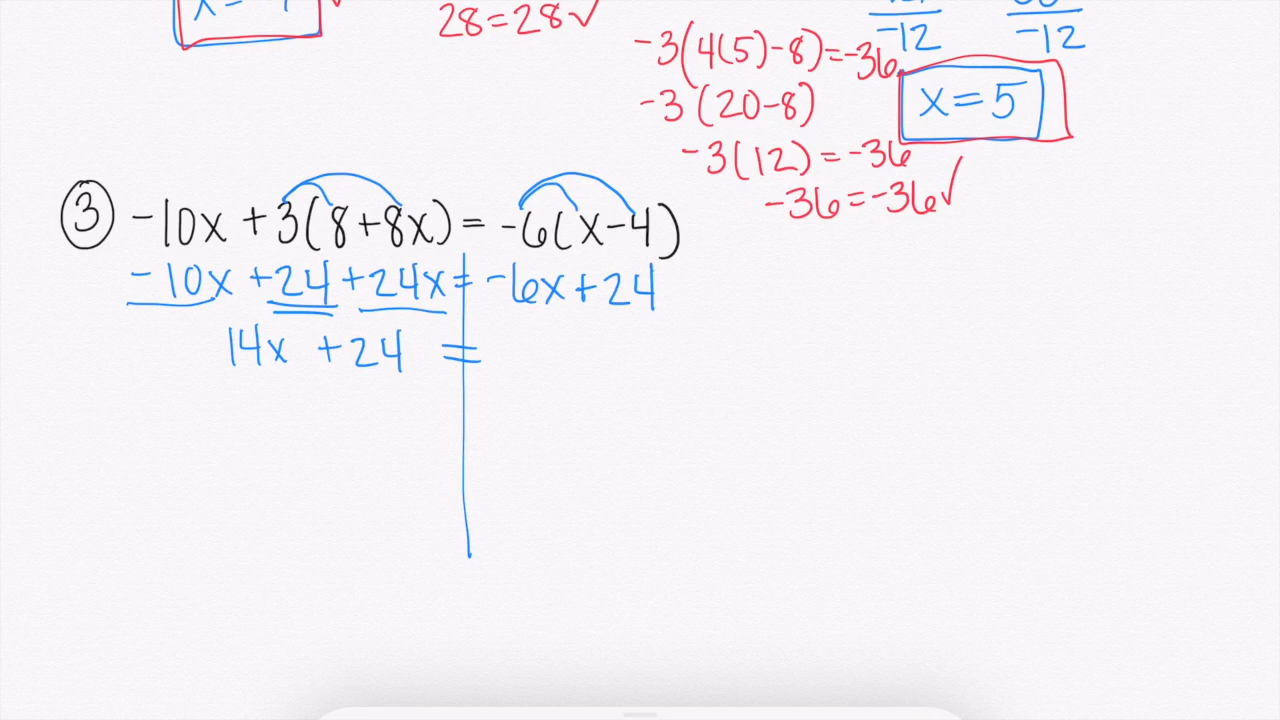 28=28✓
-12 -12
-3(4(5)-8)=-36
x=5
-3(20-8)
-3(12)=-36
-36=-36✓
③ -10x+3(8+8x)=-6(x-4)
-10x+24+24x=-6x+24
14x+24=